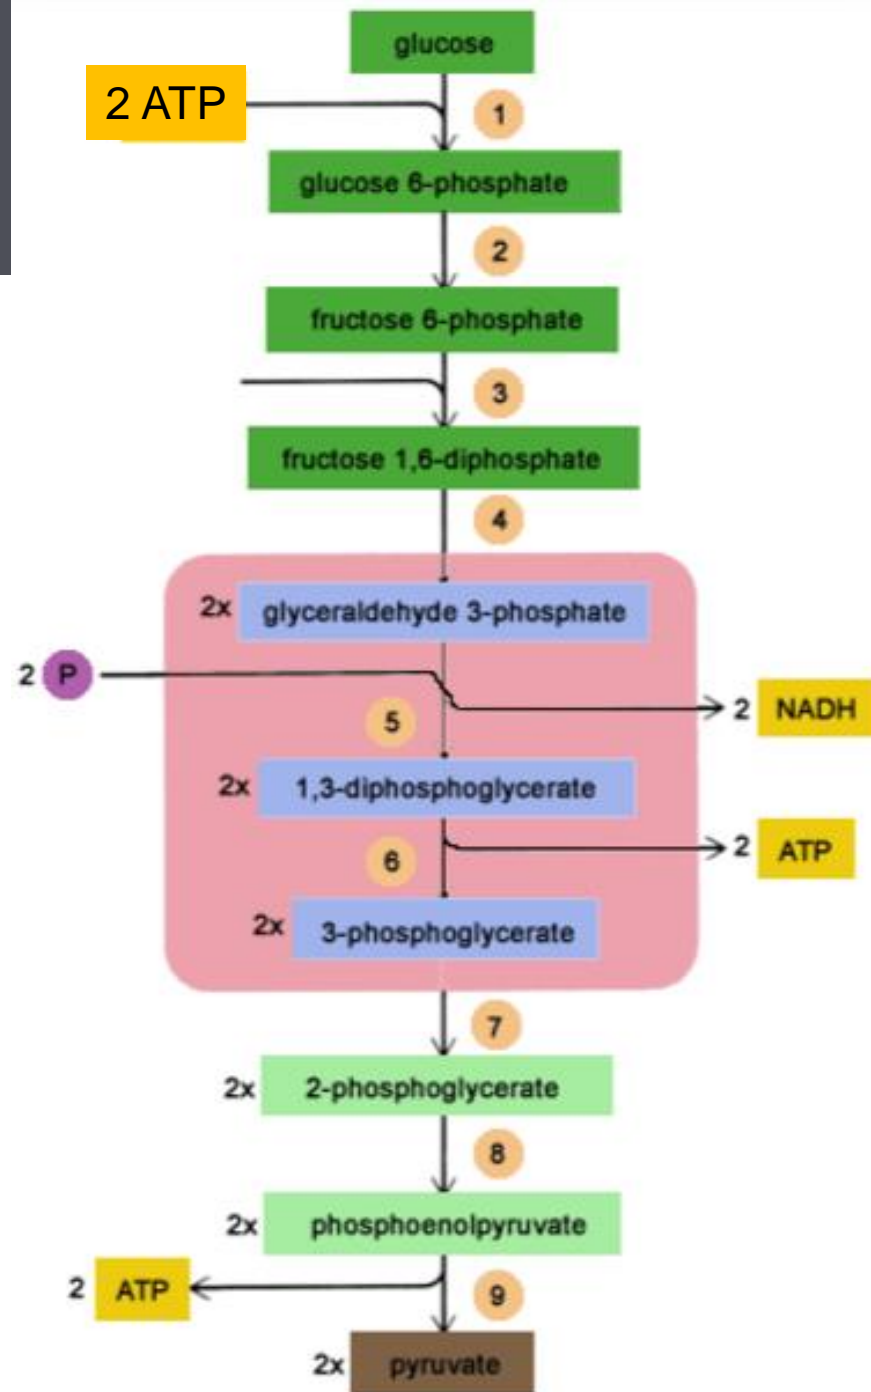 glucose
2 ATP
1
glucose 6-phosphate
2
fructose 6-phosphate
3
fructose 1,6-diphosphate
4
2x glyceraldehyde 3-phosphate
2 P
2 NADH
5
2x 1,3-diphosphoglycerate
2 ATP
6
2x 3-phosphoglycerate
7
2x 2-phosphoglycerate
8
2x phosphoenolpyruvate
2 ATP
9
2x pyruvate